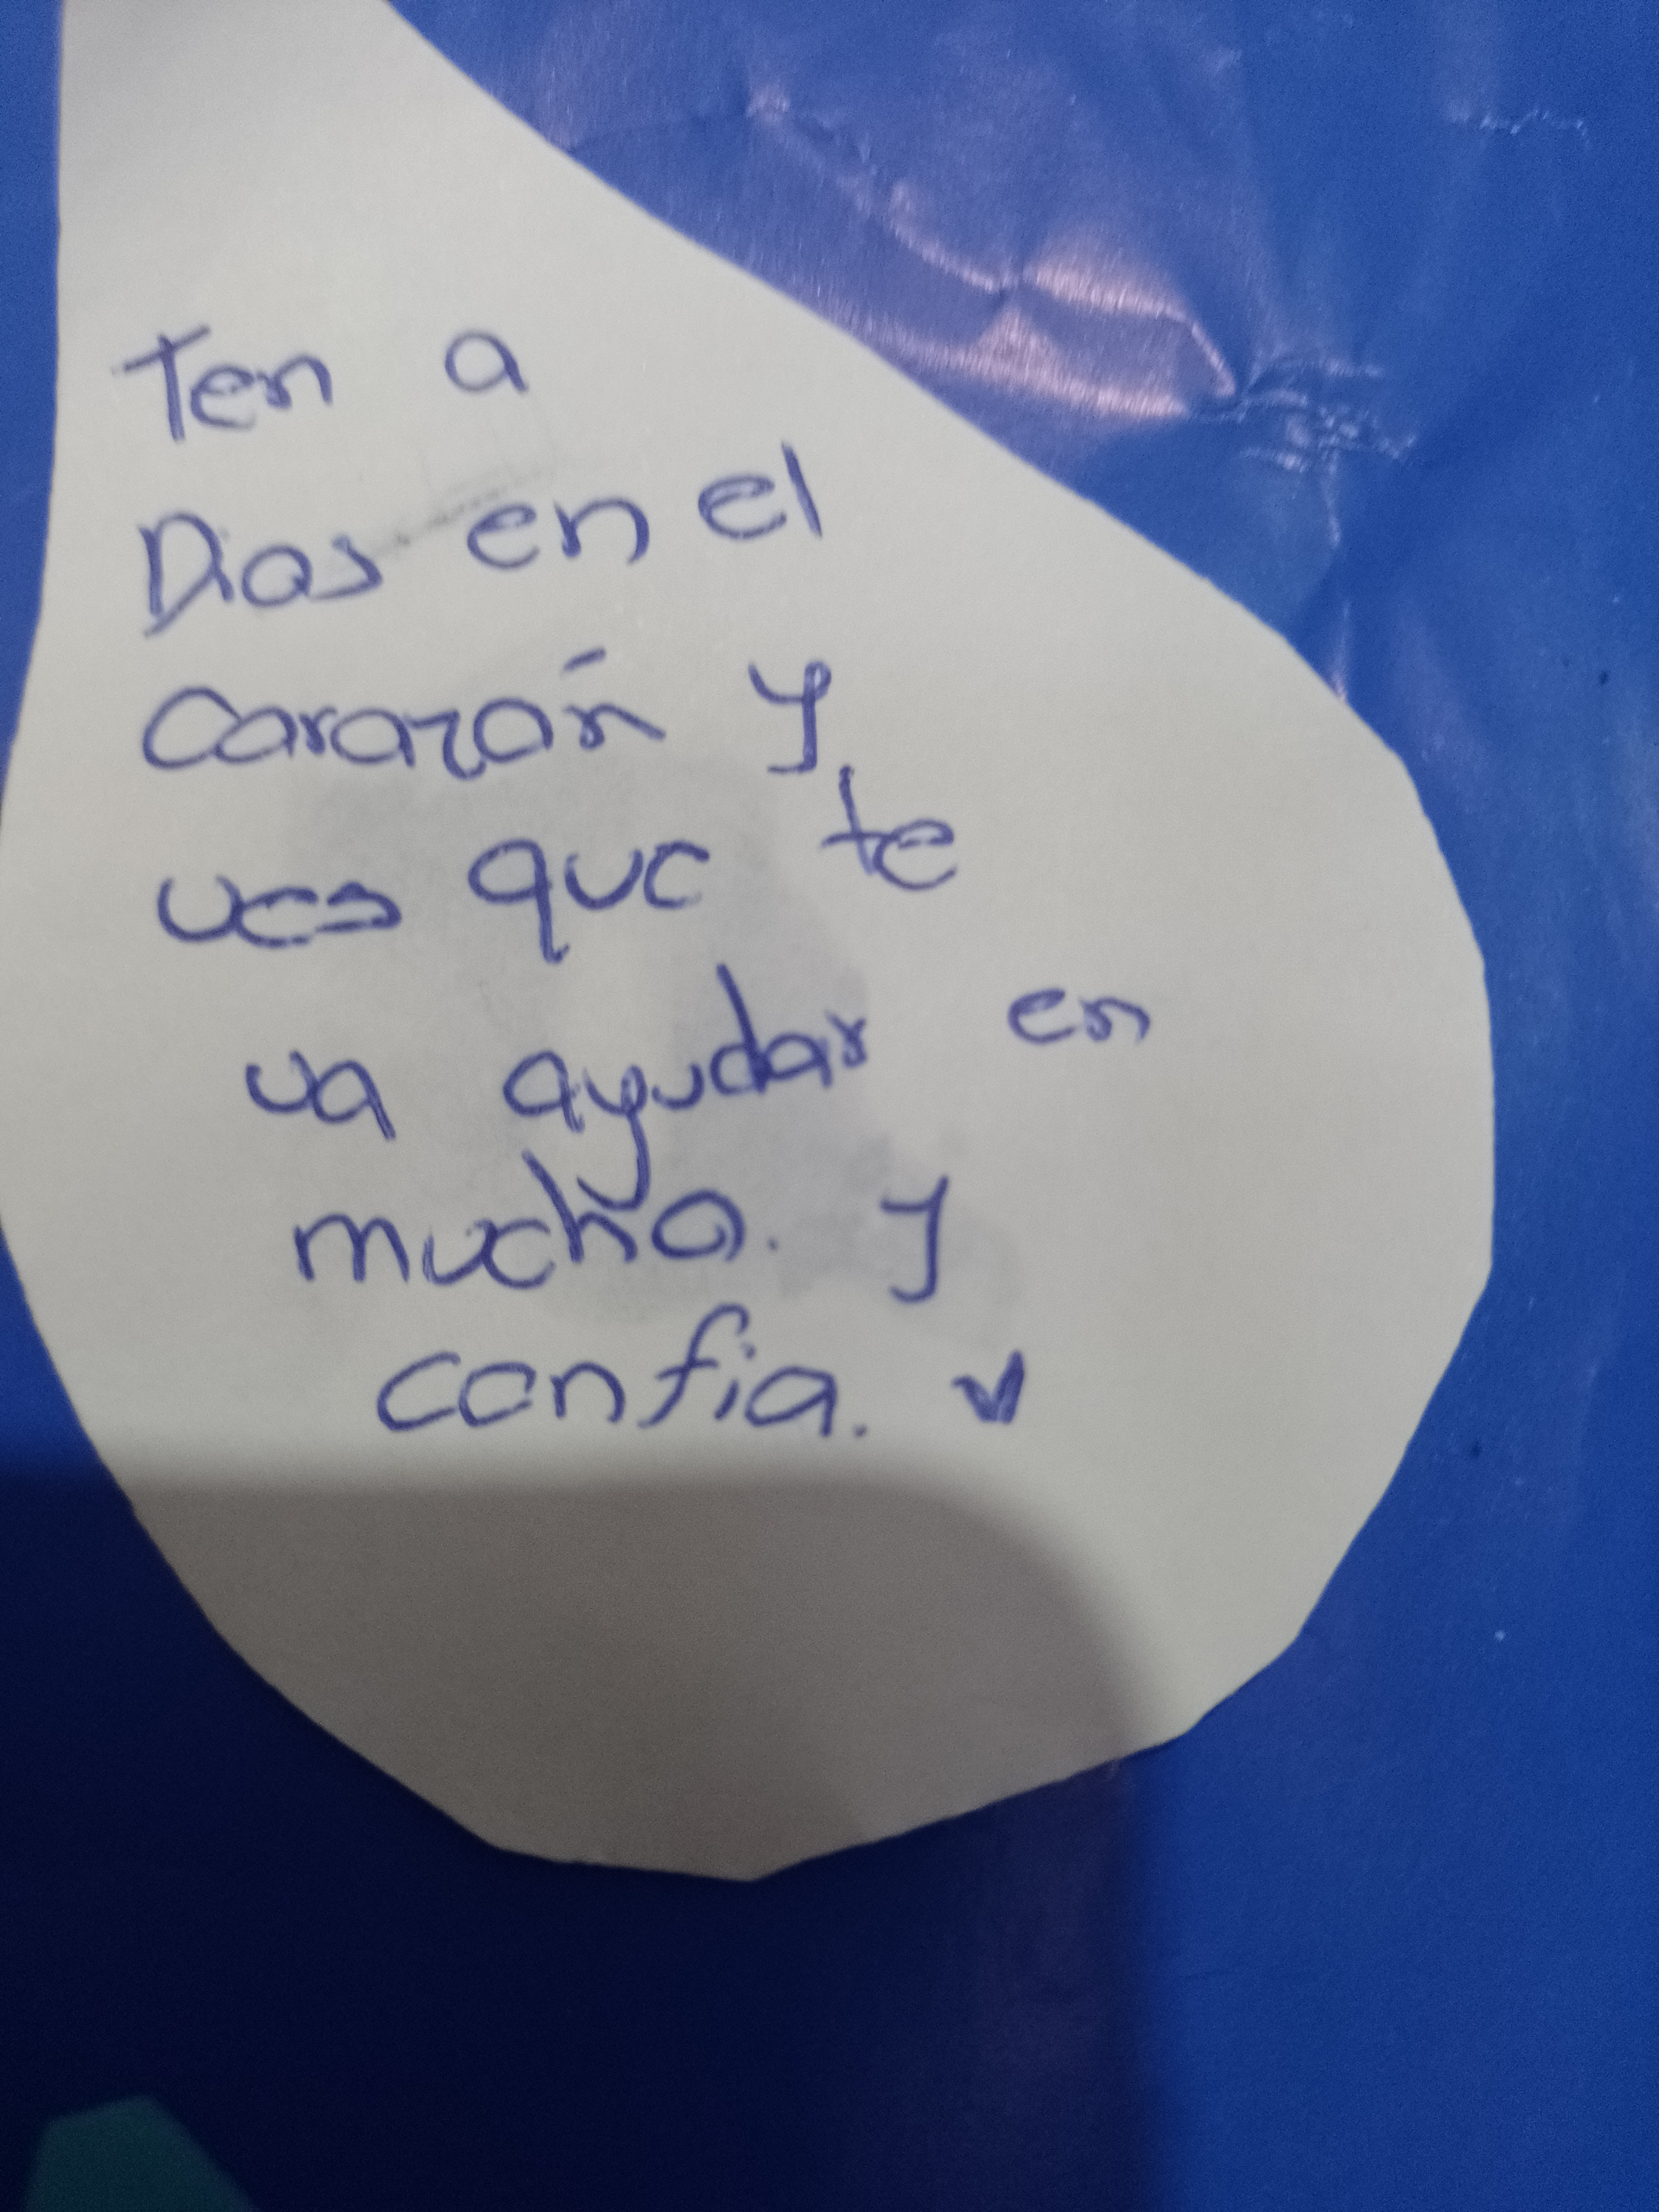 Ten a
Dios en el
corazón y
ves que te
va ayudar en
mucho. y
confia.